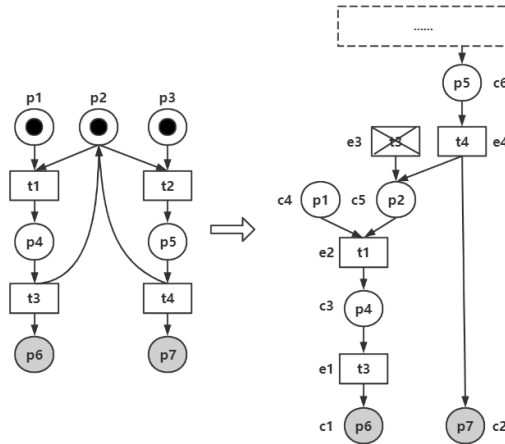 ......
p5 c6
p1 p2 p3
e3 t3 t4 e4
t1 t2
c4 p1 c5 p2
p4 p5
e2 t1
t3 t4
c3 p4
p6 p7
e1 t3
c1 p6 p7 c2